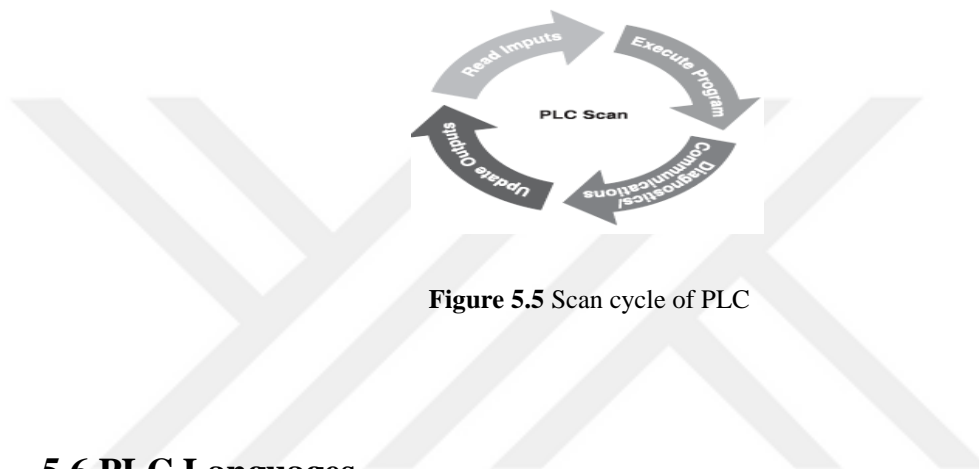 Read Imputs
Execute Program
PLC Scan
Diagnostics/
Communications
Update Outputs
Figure 5.5 Scan cycle of PLC
5.6 PLC Languages